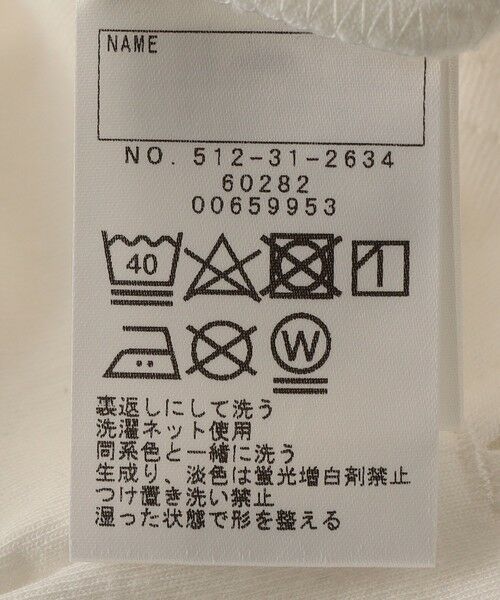 NAME
NO. 512-31-2634
60282
00659953
40
W
裏返しにして洗う
洗濯ネット使用
同系色と一緒に洗う
生成り、淡色は蛍光増白剤禁止
つけ置き洗い禁止
湿った状態で形を整える